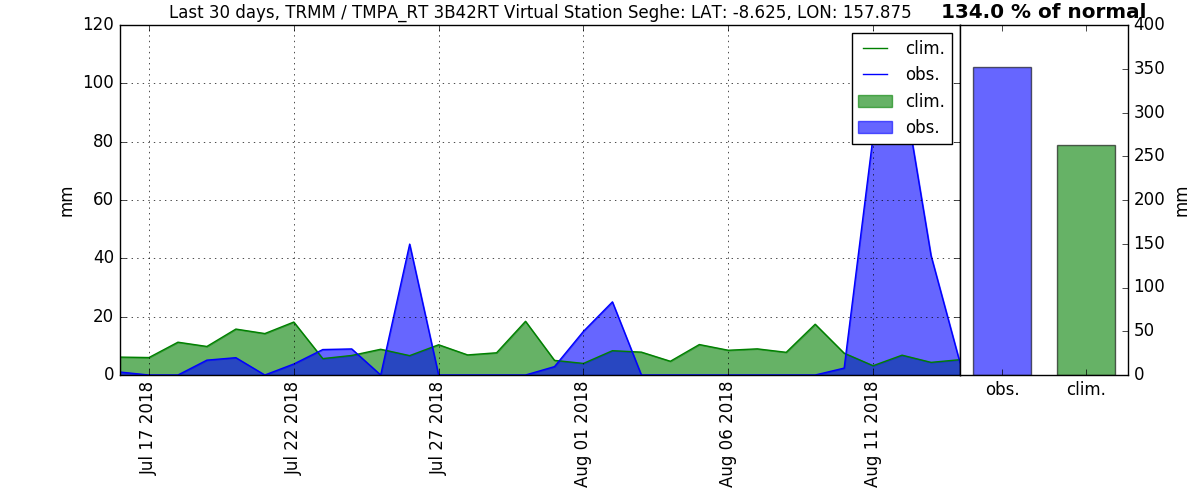 Last 30 days, TRMM / TMPA_RT 3B42RT Virtual Station Seghe: LAT: -8.625, LON: 157.875
134.0 % of normal
120
100
80
60
40
20
0
mm
clim.
obs.
clim.
obs.
Jul 17 2018
Jul 22 2018
Jul 27 2018
Aug 01 2018
Aug 06 2018
Aug 11 2018
400
350
300
250
200
150
100
50
0
mm
obs.
clim.